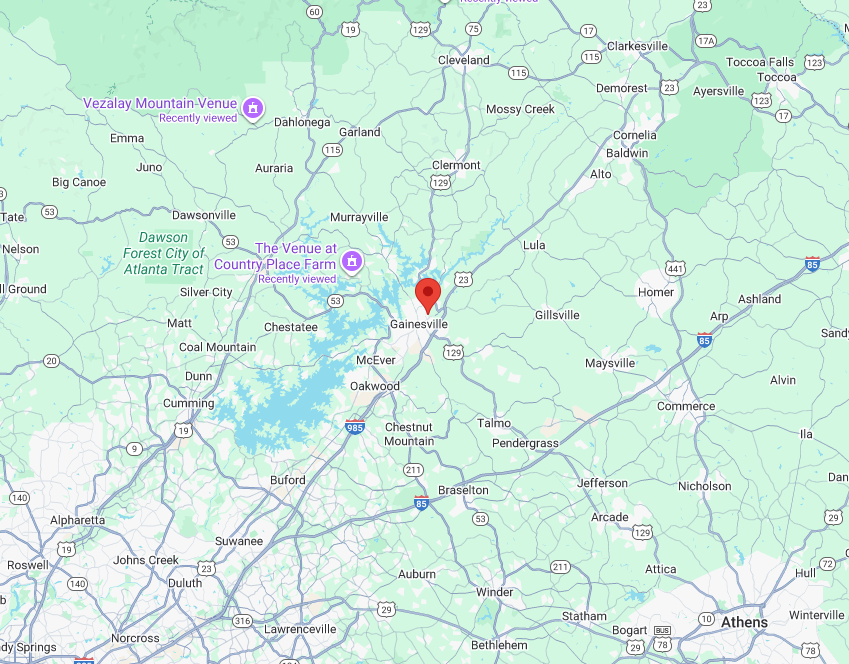 Recently viewed
60
19
129
75
17
23
Clarkesville
17A
Cleveland
115
115
Toccoa Falls
123
Toccoa
Demorest
23
Ayersville
123
17
Vezalay Mountain Venue
Recently viewed
Mossy Creek
Dahlonega
Garland
Emma
Cornelia
Baldwin
115
Juno
Auraria
Clermont
Alto
Big Canoe
129
53
Tate
Dawsonville
Murrayville
Nelson
Dawson
Forest City of
Atlanta Tract
53
The Venue at
Country Place Farm
Recently viewed
Lula
441
85
23
ll Ground
Silver City
53
Homer
Ashland
Matt
Chestatee
Gainesville
Gillsville
Arp
Sandy
Coal Mountain
85
20
McEver
129
Maysville
Dunn
Oakwood
Alvin
Cumming
Commerce
19
985
Chestnut
Mountain
Talmo
Pendergrass
Ila
9
211
Buford
Jefferson
Nicholson
Dan
140
85
Braselton
Alpharetta
53
Arcade
129
29
Suwanee
19
Johns Creek
Roswell
23
Duluth
Auburn
211
Attica
72
Hull
140
Winder
29
316
Lawrenceville
Statham
10
Athens
Winterville
Norcross
Bogart
BUS
78
29
dy Springs
Bethlehem
78
85